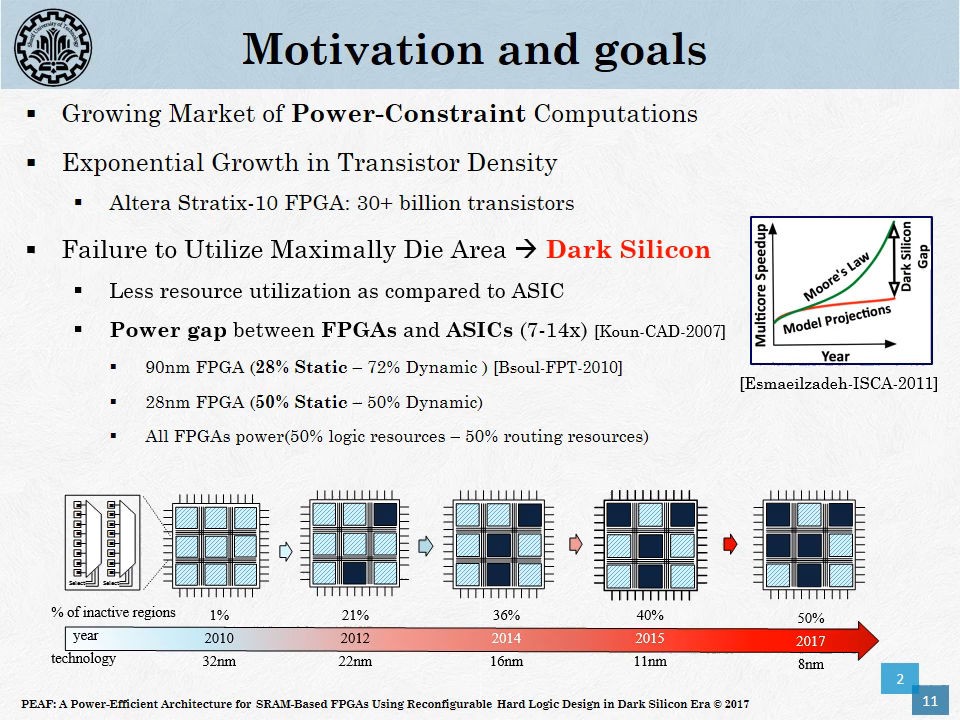 Motivation and goals
▪ Growing Market of Power-Constraint Computations
▪ Exponential Growth in Transistor Density
▪ Altera Stratix-10 FPGA: 30+ billion transistors
▪ Failure to Utilize Maximally Die Area → Dark Silicon
▪ Less resource utilization as compared to ASIC
▪ Power gap between FPGAs and ASICs (7-14x) [Koun-CAD-2007]
▪ 90nm FPGA (28% Static – 72% Dynamic ) [Bsoul-FPT-2010]
▪ 28nm FPGA (50% Static – 50% Dynamic)
▪ All FPGAs power(50% logic resources – 50% routing resources)
Multicore Speedup
Moore's Law
Model Projections
Dark Silicon
Gap
Year
[Esmaeilzadeh-ISCA-2011]
Select Select
% of inactive regions 1% 21% 36% 40% 50%
year 2010 2012 2014 2015 2017
technology 32nm 22nm 16nm 11nm 8nm
2
PEAF: A Power-Efficient Architecture for SRAM-Based FPGAs Using Reconfigurable Hard Logic Design in Dark Silicon Era © 2017
11